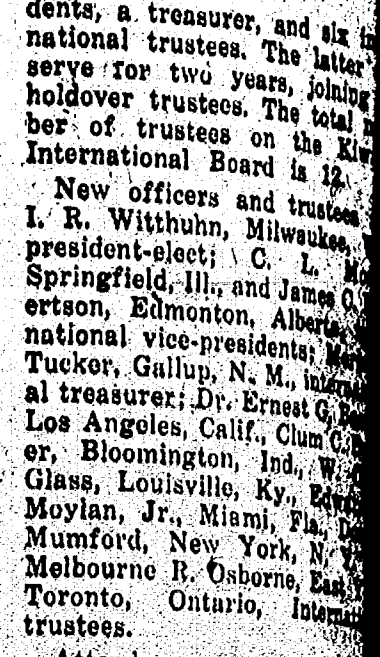 dents, a treasurer, and six
national trustees. The latter
serve for two years, joining
holdover trustees. The total
ber of trustees on the
International Board is 12.
New officers and trustees
I. R. Witthuhn, Milwaukee,
president-elect; C. L.
Springfield, Ill., and James O.
ertson, Edmonton, Alberta,
national vice-presidents;
Tucker, Gallup, N. M.,
al treasurer; Dr. Ernest G.
Los Angeles, Calif., Clum C.
er, Bloomington, Ind., W.
Glass, Louisville, Ky.,
Moylan, Jr., Miami, Fla.,
Mumford, New York, N.
Melbourne R. Osborne, East
Toronto, Ontario,
trustees.